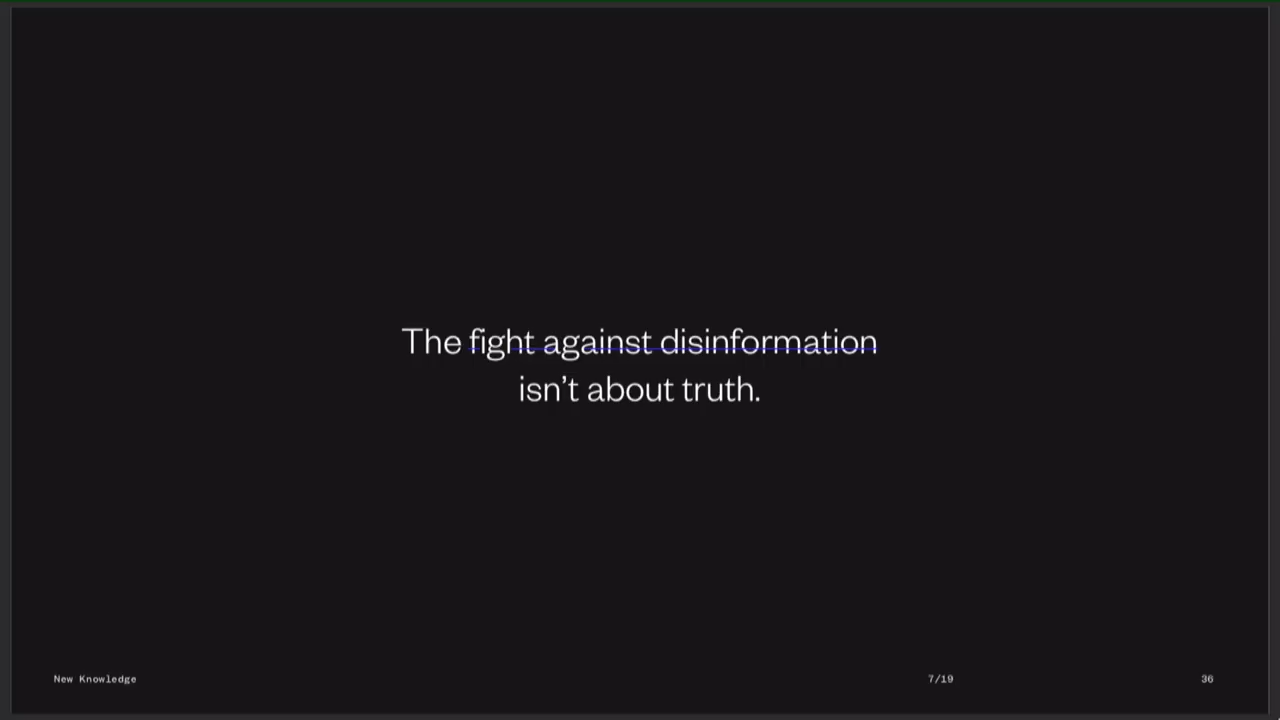 The fight against disinformation
isn’t about truth.
New Knowledge
7/19
36